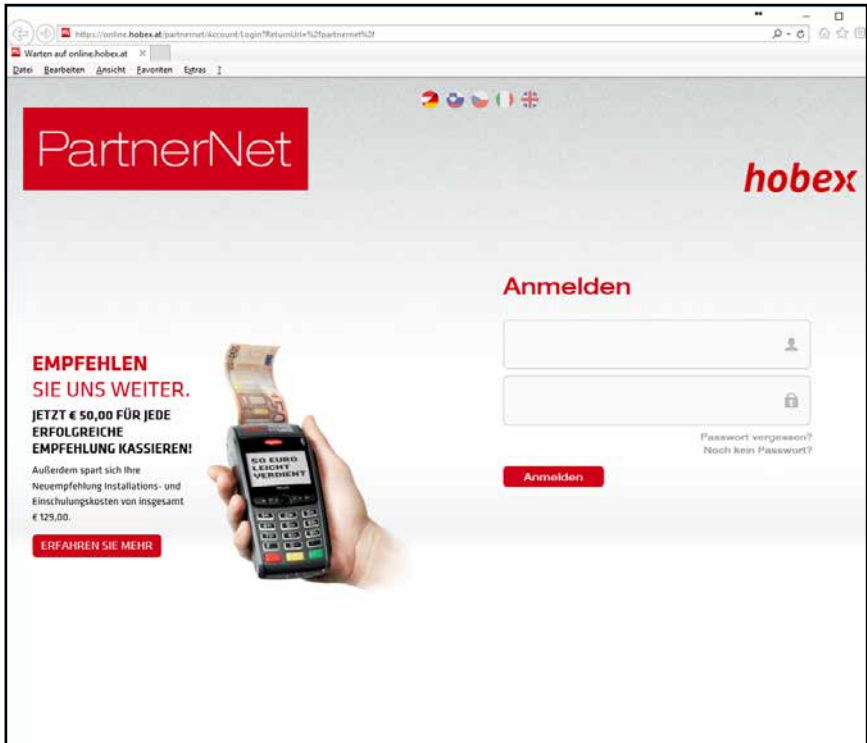 https://online.hobex.at/partnernet/Account/Login?ReturnUrl=%2fpartnernet%2f
Warten auf online.hobex.at
Datei Bearbeiten Ansicht Favoriten Extras ?
PartnerNet
hobex
Anmelden
EMPFEHLEN
SIE UNS WEITER.
JETZT € 50,00 FÜR JEDE
ERFOLGREICHE
EMPFEHLUNG KASSIEREN!
Außerdem spart sich Ihre
Neuempfehlung Installations- und
Einschulungskosten von insgesamt
€ 129,00.
ERFAHREN SIE MEHR
50 EURO
LEICHT
VERDIENT
Passwort vergessen?
Noch kein Passwort?
Anmelden